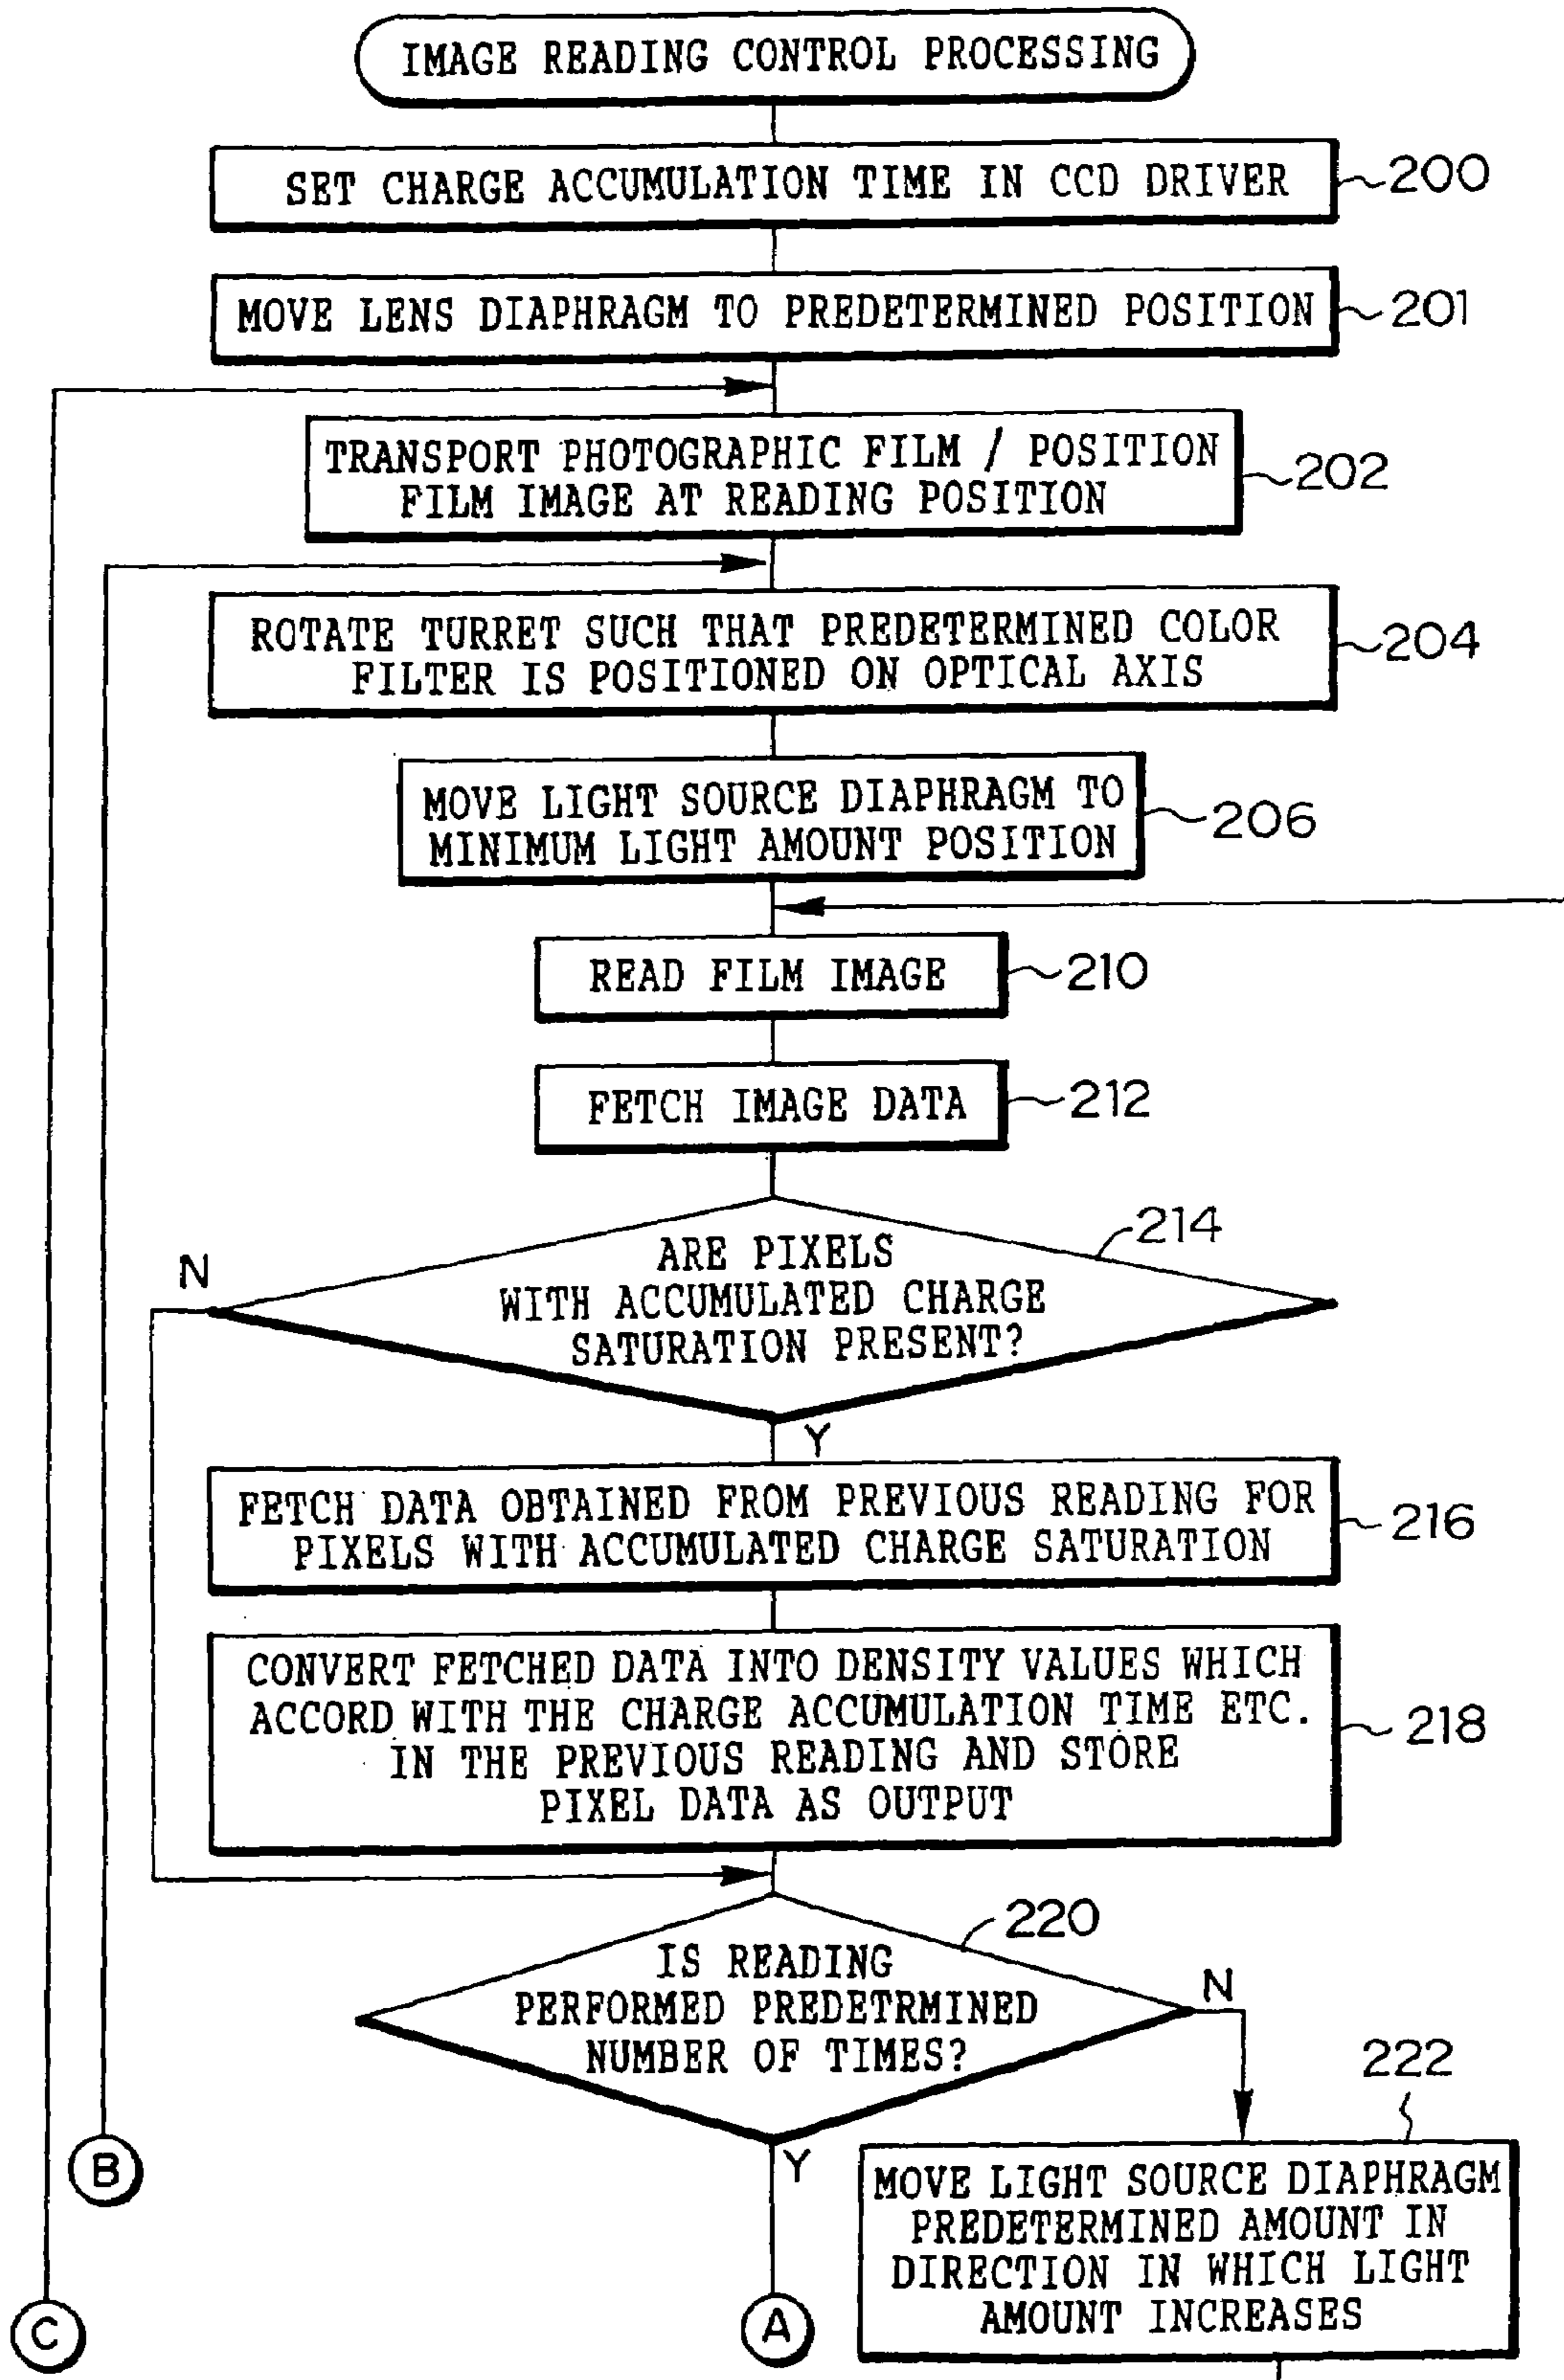 IMAGE READING CONTROL PROCESSING
SET CHARGE ACCUMULATION TIME IN CCD DRIVER
200
MOVE LENS DIAPHRAGM TO PREDETERMINED POSITION
201
TRANSPORT PHOTOGRAPHIC FILM / POSITION
FILM IMAGE AT READING POSITION
202
ROTATE TURRET SUCH THAT PREDETERMINED COLOR
FILTER IS POSITIONED ON OPTICAL AXIS
204
MOVE LIGHT SOURCE DIAPHRAGM TO
MINIMUM LIGHT AMOUNT POSITION
206
READ FILM IMAGE
210
FETCH IMAGE DATA
212
214
N
ARE PIXELS
WITH ACCUMULATED CHARGE
SATURATION PRESENT?
Y
FETCH DATA OBTAINED FROM PREVIOUS READING FOR
PIXELS WITH ACCUMULATED CHARGE SATURATION
216
CONVERT FETCHED DATA INTO DENSITY VALUES WHICH
ACCORD WITH THE CHARGE ACCUMULATION TIME ETC.
IN THE PREVIOUS READING AND STORE
PIXEL DATA AS OUTPUT
218
220
IS READING
PERFORMED PREDETRMINED
NUMBER OF TIMES?
N
222
Y
B
MOVE LIGHT SOURCE DIAPHRAGM
PREDETERMINED AMOUNT IN
DIRECTION IN WHICH LIGHT
AMOUNT INCREASES
C
A